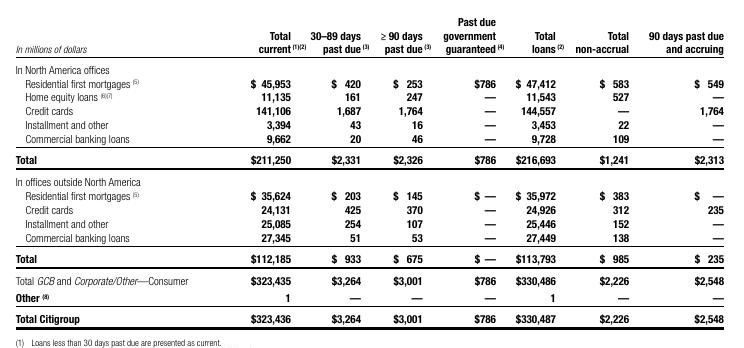 In millions of dollars Total current (1)(2) 30–89 days past due (3) ≥ 90 days past due (3) Past due government guaranteed (4) Total loans (2) Total non-accrual 90 days past due and accruing
In North America offices
Residential first mortgages (5) $ 45,953 $ 420 $ 253 $786 $ 47,412 $ 583 $ 549
Home equity loans (6)(7) 11,135 161 247 — 11,543 527 —
Credit cards 141,106 1,687 1,764 — 144,557 — 1,764
Installment and other 3,394 43 16 — 3,453 22 —
Commercial banking loans 9,662 20 46 — 9,728 109 —
Total $211,250 $2,331 $2,326 $786 $216,693 $1,241 $2,313
In offices outside North America
Residential first mortgages (5) $ 35,624 $ 203 $ 145 $ — $ 35,972 $ 383 $ —
Credit cards 24,131 425 370 — 24,926 312 235
Installment and other 25,085 254 107 — 25,446 152 —
Commercial banking loans 27,345 51 53 — 27,449 138 —
Total $112,185 $ 933 $ 675 $ — $113,793 $ 985 $ 235
Total GCB and Corporate/Other—Consumer $323,435 $3,264 $3,001 $786 $330,486 $2,226 $2,548
Other (8) 1 — — — 1 — —
Total Citigroup $323,436 $3,264 $3,001 $786 $330,487 $2,226 $2,548
(1) Loans less than 30 days past due are presented as current.